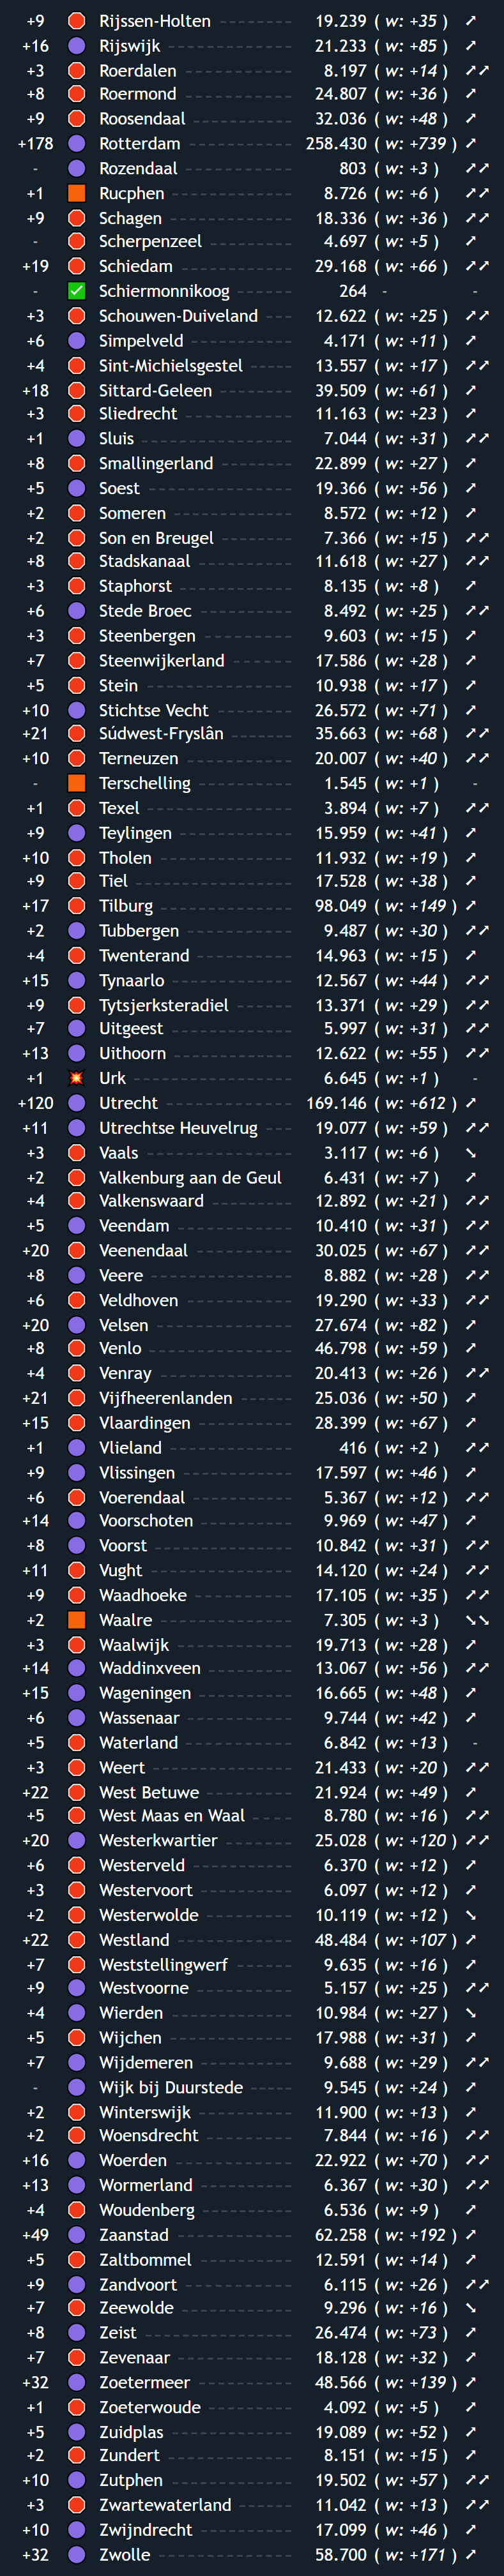 +9 Rijssen-Holten 19.239 ( w: +35 ) ➚
+16 Rijswijk 21.233 ( w: +85 ) ➚
+3 Roerdalen 8.197 ( w: +14 ) ➚➚
+8 Roermond 24.807 ( w: +36 ) ➚
+9 Roosendaal 32.036 ( w: +48 ) ➚
+178 Rotterdam 258.430 ( w: +739 ) ➚
- Rozendaal 803 ( w: +3 ) ➚➚
+1 Rucphen 8.726 ( w: +6 ) ➚➚
+9 Schagen 18.336 ( w: +36 ) ➚➚
- Scherpenzeel 4.697 ( w: +5 ) ➚
+19 Schiedam 29.168 ( w: +66 ) ➚➚
- Schiermonnikoog 264 - -
+3 Schouwen-Duiveland 12.622 ( w: +25 ) ➚➚
+6 Simpelveld 4.171 ( w: +11 ) ➚
+4 Sint-Michielsgestel 13.557 ( w: +17 ) ➚➚
+18 Sittard-Geleen 39.509 ( w: +61 ) ➚
+3 Sliedrecht 11.163 ( w: +23 ) ➚
+1 Sluis 7.044 ( w: +31 ) ➚➚
+8 Smallingerland 22.899 ( w: +27 ) ➚
+5 Soest 19.366 ( w: +56 ) ➚
+2 Someren 8.572 ( w: +12 ) ➚
+2 Son en Breugel 7.366 ( w: +15 ) ➚➚
+8 Stadskanaal 11.618 ( w: +27 ) ➚➚
+3 Staphorst 8.135 ( w: +8 ) ➚
+6 Stede Broec 8.492 ( w: +25 ) ➚➚
+3 Steenbergen 9.603 ( w: +15 ) ➚
+7 Steenwijkerland 17.586 ( w: +28 ) ➚
+5 Stein 10.938 ( w: +17 ) ➚
+10 Stichtse Vecht 26.572 ( w: +71 ) ➚
+21 Súdwest-Fryslân 35.663 ( w: +68 ) ➚➚
+10 Terneuzen 20.007 ( w: +40 ) ➚➚
- Terschelling 1.545 ( w: +1 ) -
+1 Texel 3.894 ( w: +7 ) ➚➚
+9 Teylingen 15.959 ( w: +41 ) ➚
+10 Tholen 11.932 ( w: +19 ) ➚
+9 Tiel 17.528 ( w: +38 ) ➚
+17 Tilburg 98.049 ( w: +149 ) ➚
+2 Tubbergen 9.487 ( w: +30 ) ➚➚
+4 Twenterand 14.963 ( w: +15 ) ➚
+15 Tynaarlo 12.567 ( w: +44 ) ➚➚
+9 Tytsjerksteradiel 13.371 ( w: +29 ) ➚➚
+7 Uitgeest 5.997 ( w: +31 ) ➚➚
+13 Uithoorn 12.622 ( w: +55 ) ➚➚
+1 Urk 6.645 ( w: +1 ) -
+120 Utrecht 169.146 ( w: +612 ) ➚
+11 Utrechtse Heuvelrug 19.077 ( w: +59 ) ➚➚
+3 Vaals 3.117 ( w: +6 ) ➘
+2 Valkenburg aan de Geul 6.431 ( w: +7 ) ➚
+4 Valkenswaard 12.892 ( w: +21 ) ➚➚
+5 Veendam 10.410 ( w: +31 ) ➚➚
+20 Veenendaal 30.025 ( w: +67 ) ➚➚
+8 Veere 8.882 ( w: +28 ) ➚➚
+6 Veldhoven 19.290 ( w: +33 ) ➚➚
+20 Velsen 27.674 ( w: +82 ) ➚
+8 Venlo 46.798 ( w: +59 ) ➚
+4 Venray 20.413 ( w: +26 ) ➚➚
+21 Vijfheerenlanden 25.036 ( w: +50 ) ➚
+15 Vlaardingen 28.399 ( w: +67 ) ➚
+1 Vlieland 416 ( w: +2 ) ➚➚
+9 Vlissingen 17.597 ( w: +46 ) ➚
+6 Voerendaal 5.367 ( w: +12 ) ➚➚
+14 Voorschoten 9.969 ( w: +47 ) ➚
+8 Voorst 10.842 ( w: +31 ) ➚➚
+11 Vught 14.120 ( w: +24 ) ➚➚
+9 Waadhoeke 17.105 ( w: +35 ) ➚➚
+2 Waalre 7.305 ( w: +3 ) ➘➘
+3 Waalwijk 19.713 ( w: +28 ) ➚
+14 Waddinxveen 13.067 ( w: +56 ) ➚➚
+15 Wageningen 16.665 ( w: +48 ) ➚
+6 Wassenaar 9.744 ( w: +42 ) ➚
+5 Waterland 6.842 ( w: +13 ) -
+3 Weert 21.433 ( w: +20 ) ➚➚
+22 West Betuwe 21.924 ( w: +49 ) ➚
+5 West Maas en Waal 8.780 ( w: +16 ) ➚➚
+20 Westerkwartier 25.028 ( w: +120 ) ➚➚
+6 Westerveld 6.370 ( w: +12 ) ➚
+3 Westervoort 6.097 ( w: +12 ) ➚
+2 Westerwolde 10.119 ( w: +12 ) ➘
+22 Westland 48.484 ( w: +107 ) ➚
+7 Weststellingwerf 9.635 ( w: +16 ) ➚
+9 Westvoorne 5.157 ( w: +25 ) ➚➚
+4 Wierden 10.984 ( w: +27 ) ➘
+5 Wijchen 17.988 ( w: +31 ) ➚
+7 Wijdemeren 9.688 ( w: +29 ) ➚➚
- Wijk bij Duurstede 9.545 ( w: +24 ) ➚
+2 Winterswijk 11.900 ( w: +13 ) ➚
+2 Woensdrecht 7.844 ( w: +16 ) ➚➚
+16 Woerden 22.922 ( w: +70 ) ➚➚
+13 Wormerland 6.367 ( w: +30 ) ➚➚
+4 Woudenberg 6.536 ( w: +9 ) ➚
+49 Zaanstad 62.258 ( w: +192 ) ➚
+5 Zaltbommel 12.591 ( w: +14 ) ➚
+9 Zandvoort 6.115 ( w: +26 ) ➚➚
+7 Zeewolde 9.296 ( w: +16 ) ➘
+8 Zeist 26.474 ( w: +73 ) ➚
+7 Zevenaar 18.128 ( w: +32 ) ➚
+32 Zoetermeer 48.566 ( w: +139 ) ➚
+1 Zoeterwoude 4.092 ( w: +5 ) ➚
+5 Zuidplas 19.089 ( w: +52 ) ➚
+2 Zundert 8.151 ( w: +15 ) ➚
+10 Zutphen 19.502 ( w: +57 ) ➚➚
+3 Zwartewaterland 11.042 ( w: +13 ) ➚➚
+10 Zwijndrecht 17.099 ( w: +46 ) ➚
+32 Zwolle 58.700 ( w: +171 ) ➚